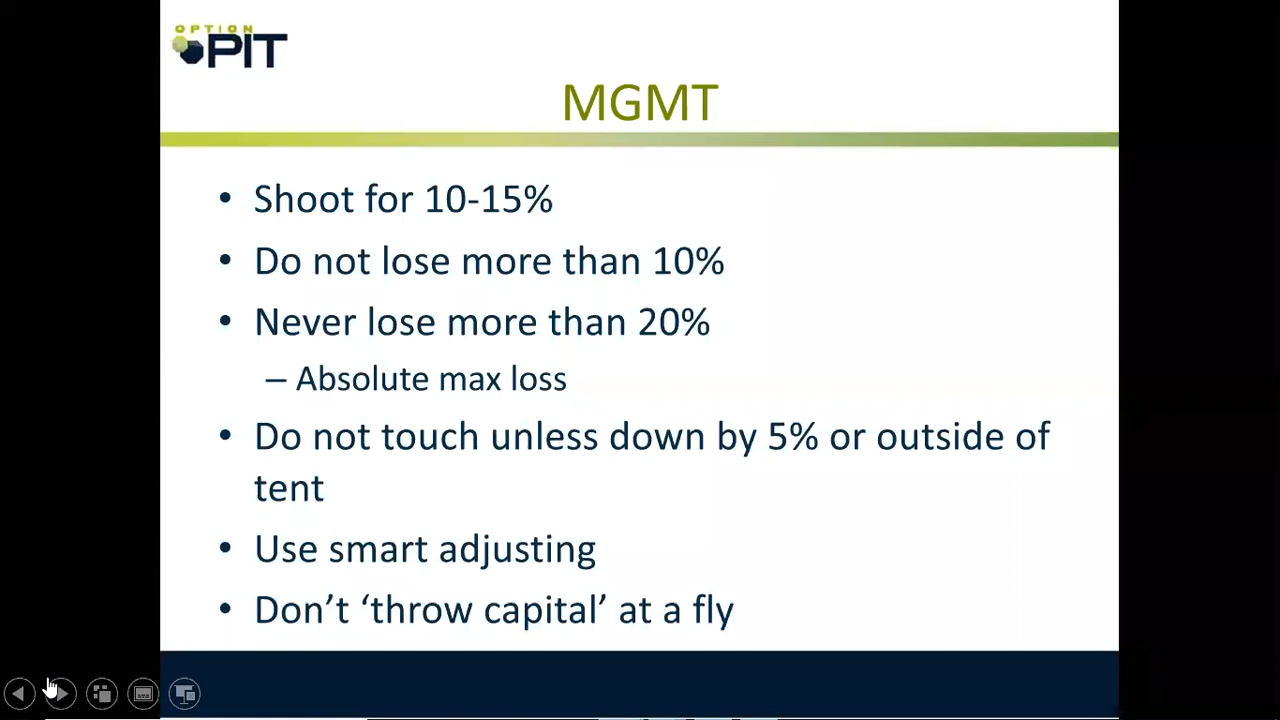 OPTION
PIT
MGMT
• Shoot for 10-15%
• Do not lose more than 10%
• Never lose more than 20%
– Absolute max loss
• Do not touch unless down by 5% or outside of
tent
• Use smart adjusting
• Don’t ‘throw capital’ at a fly